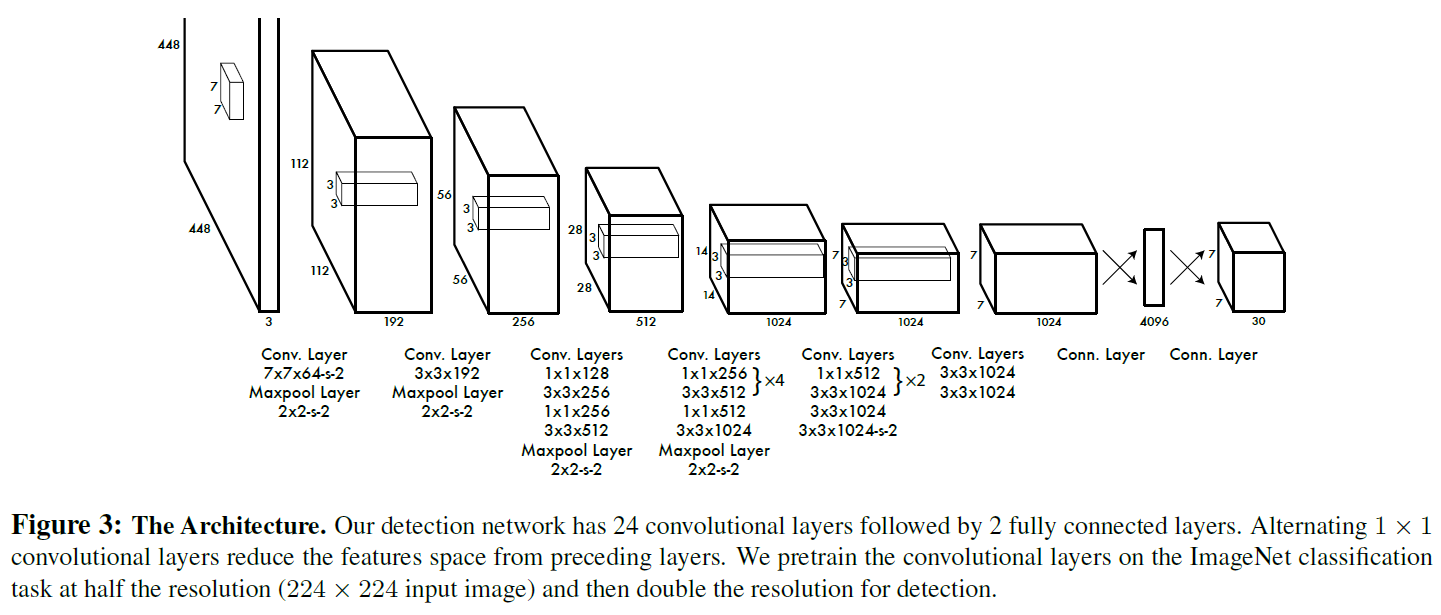 448
7
7
448
3
112
3
3
112
192
56
3
3
56
256
28
3
3
28
512
14
3
3
14
1024
7
3
3
7
1024
7
7
1024
4096
7
7
30
Conv. Layer
7x7x64-s-2
Maxpool Layer
2x2-s-2
Conv. Layer
3x3x192
Maxpool Layer
2x2-s-2
Conv. Layers
1x1x128
3x3x256
1x1x256
3x3x512
Maxpool Layer
2x2-s-2
Conv. Layers
1x1x256
3x3x512 } ×4
1x1x512
3x3x1024
Maxpool Layer
2x2-s-2
Conv. Layers
1x1x512
3x3x1024 } ×2
3x3x1024
3x3x1024-s-2
Conv. Layers
3x3x1024
3x3x1024
Conn. Layer
Conn. Layer
Figure 3: The Architecture. Our detection network has 24 convolutional layers followed by 2 fully connected layers. Alternating 1 × 1
convolutional layers reduce the features space from preceding layers. We pretrain the convolutional layers on the ImageNet classification
task at half the resolution (224 × 224 input image) and then double the resolution for detection.